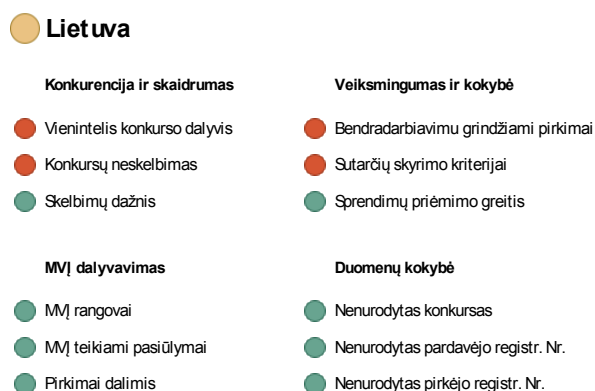 Lietuva
Konkurencija ir skaidrumas
Vienintelis konkurso dalyvis
Konkursų neskelbimas
Skelbimų dažnis
Veiksmingumas ir kokybė
Bendradarbiavimu grindžiami pirkimai
Sutarčių skyrimo kriterijai
Sprendimų priėmimo greitis
MVĮ dalyvavimas
MVĮ rangovai
MVĮ teikiami pasiūlymai
Pirkimai dalimis
Duomenų kokybė
Nenurodytas konkursas
Nenurodytas pardavėjo registr. Nr.
Nenurodytas pirkėjo registr. Nr.